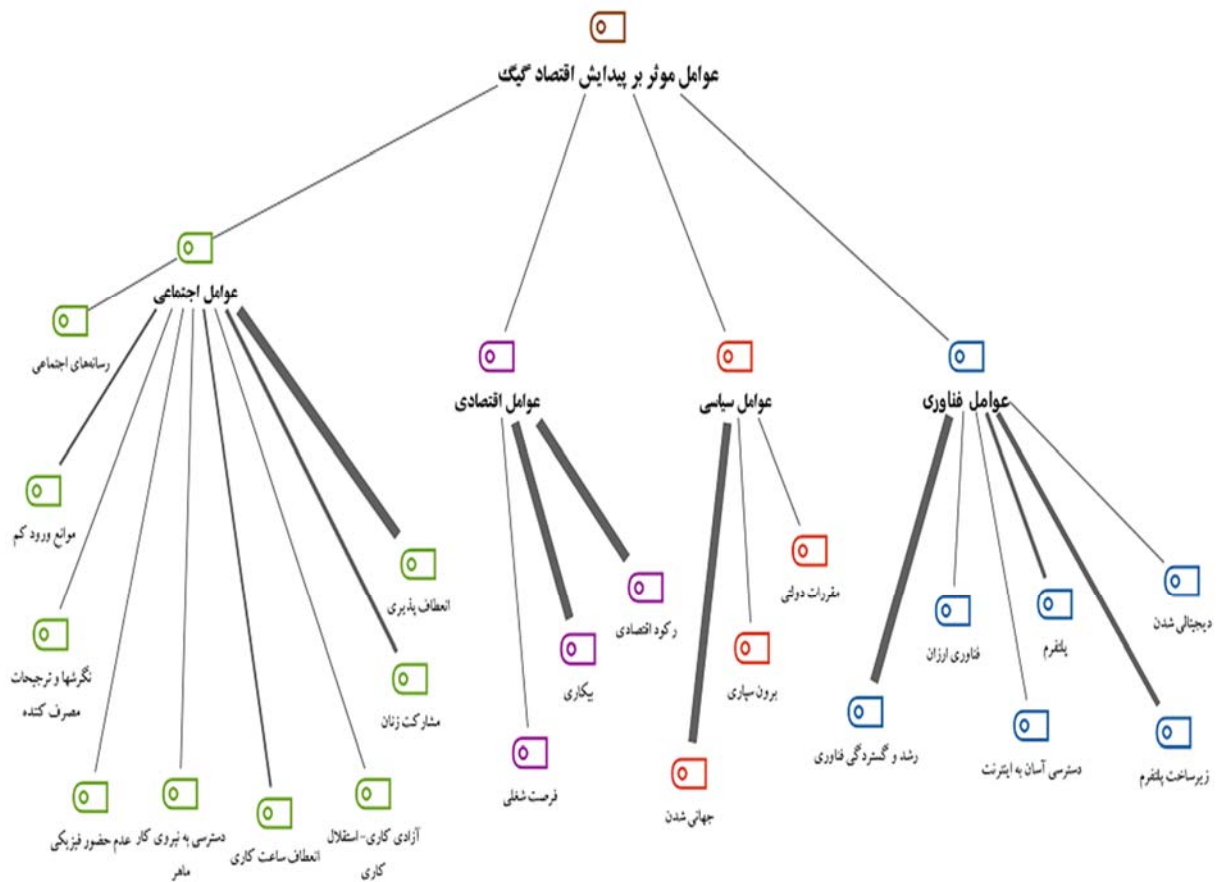 عوامل موثر بر پیدایش اقتصاد گیگ
عوامل اجتماعی
رسانه‌های اجتماعی
موانع ورود کم
نگرشها و ترجیحات
مصرف کننده
عدم حضور فیزیکی
دسترسی به نیروی کار
ماهر
انعطاف ساعت کاری
آزادی کاری-استقلال
کاری
مشارکت زنان
انعطاف پذیری
عوامل اقتصادی
رکود اقتصادی
بیکاری
فرصت شغلی
عوامل سیاسی
مقررات دولتی
برون سپاری
جهانی شدن
عوامل فناوری
دیجیتالی شدن
پلتفرم
فناوری ارزان
رشد و گستردگی فناوری
دسترسی آسان به اینترنت
زیرساخت پلتفرم